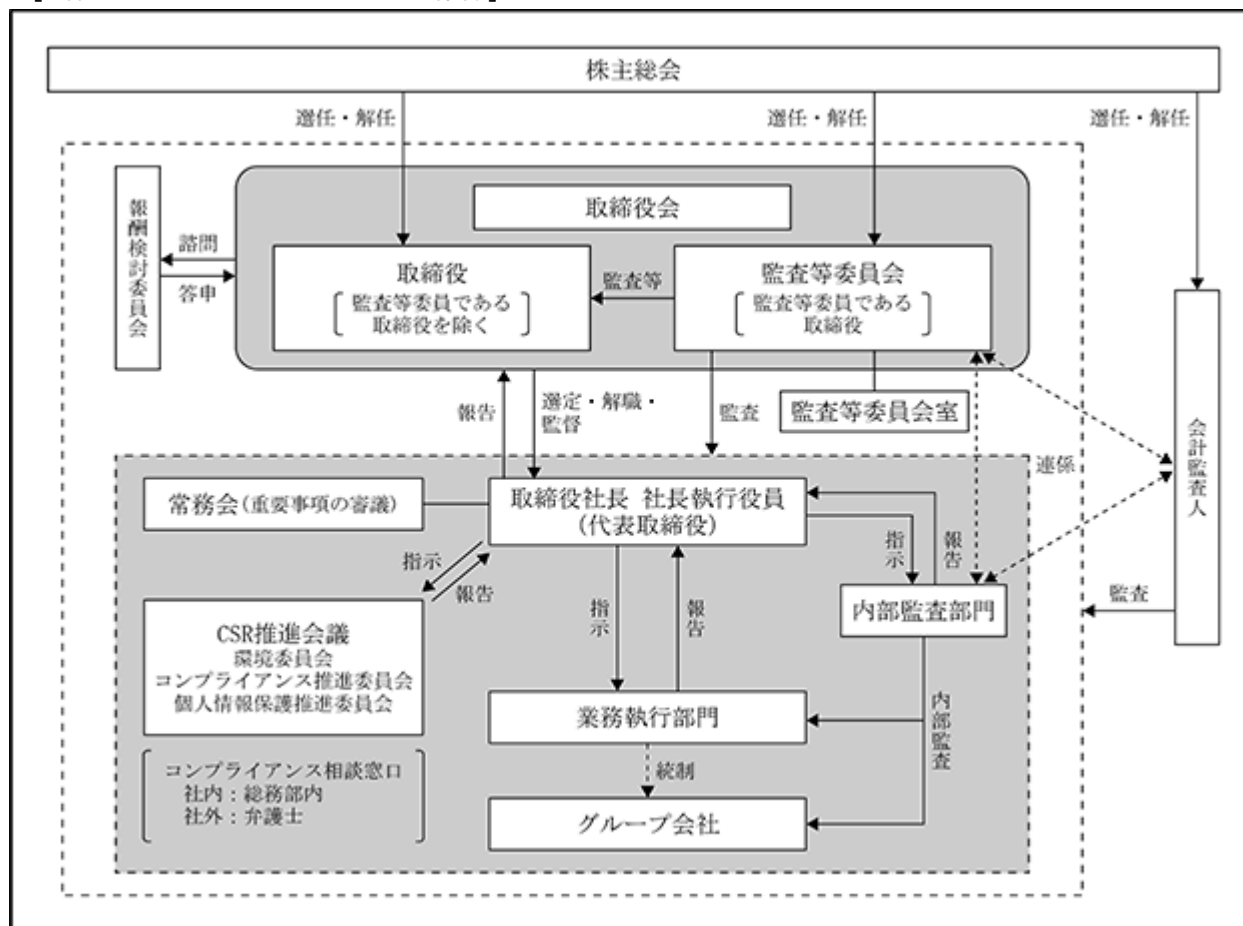 株主総会
選任・解任
選任・解任
選任・解任
取締役会
報酬検討委員会
諮問
答申
取締役
監査等委員である
取締役を除く
監査等
監査等委員会
監査等委員である
取締役
監査等委員会室
報告
選定・解職・
監督
監査
連係
会計監査人
監査
常務会(重要事項の審議)
取締役社長 社長執行役員
(代表取締役)
指示
報告
指示
報告
指示
報告
内部監査部門
CSR推進会議
環境委員会
コンプライアンス推進委員会
個人情報保護推進委員会
業務執行部門
内部監査
統制
グループ会社
コンプライアンス相談窓口
社内：総務部内
社外：弁護士